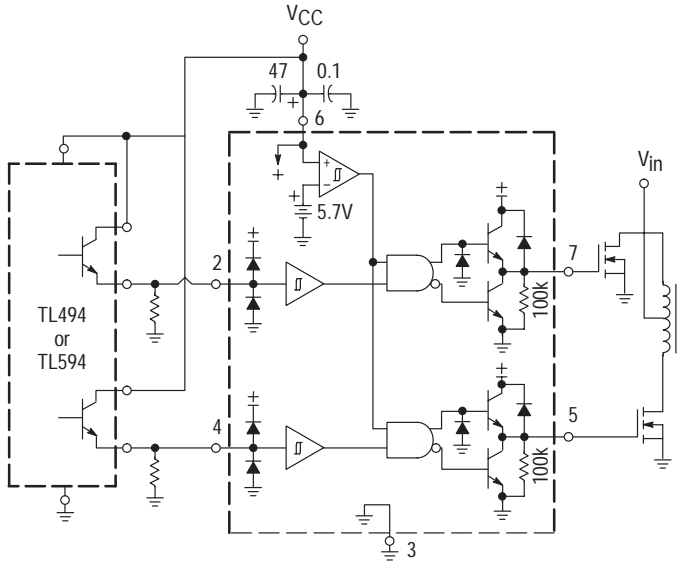 VCC
47
0.1
+
6
+
+
−
+
5.7V
Vin
+
+
2
7
100k
TL494
or
TL594
+
+
4
5
100k
3